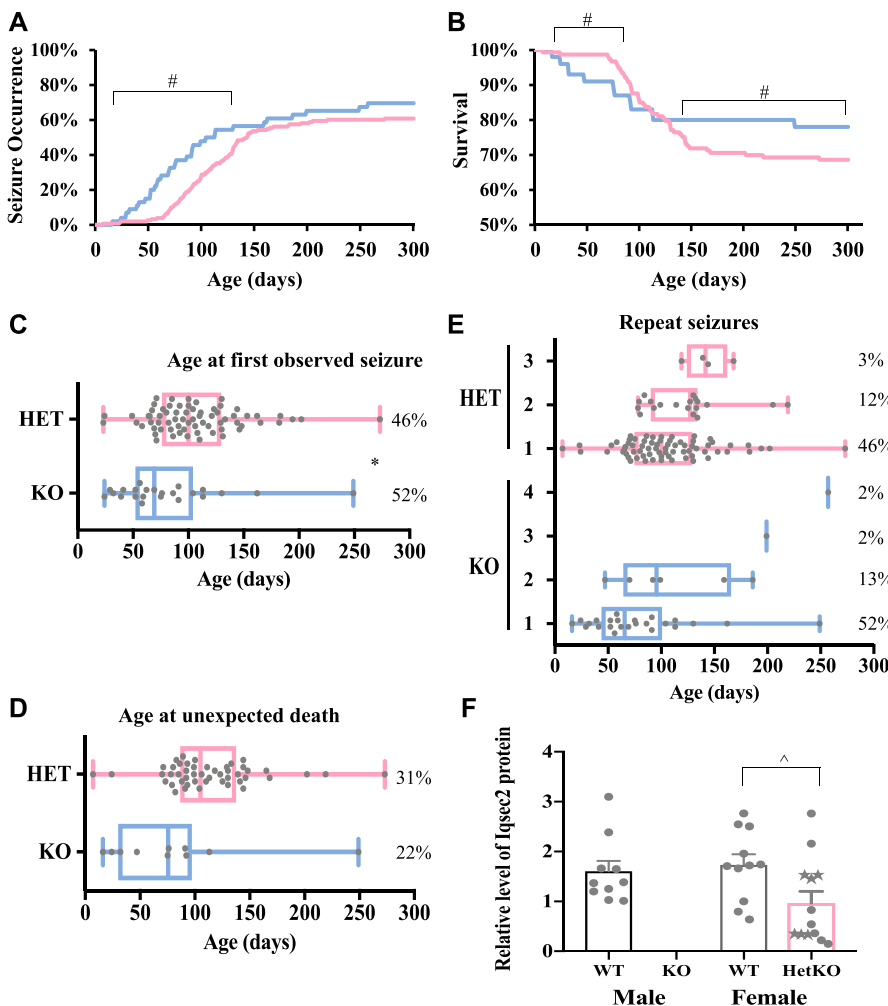 A
100%
80%
60%
40%
20%
0%
Seizure Occurrence
#
0 50 100 150 200 250 300
Age (days)
B
100%
90%
80%
70%
60%
50%
Survival
#
#
0 50 100 150 200 250 300
Age (days)
C
Age at first observed seizure
HET
46%
*
KO
52%
0 50 100 150 200 250 300
Age (days)
D
Age at unexpected death
HET
31%
KO
22%
0 50 100 150 200 250 300
Age (days)
E
Repeat seizures
HET
3 3%
2 12%
1 46%
KO
4 2%
3 2%
2 13%
1 52%
0 50 100 150 200 250 300
Age (days)
F
Relative level of Iqsec2 protein
4
3
2
1
0
^
WT KO WT HetKO
Male Female